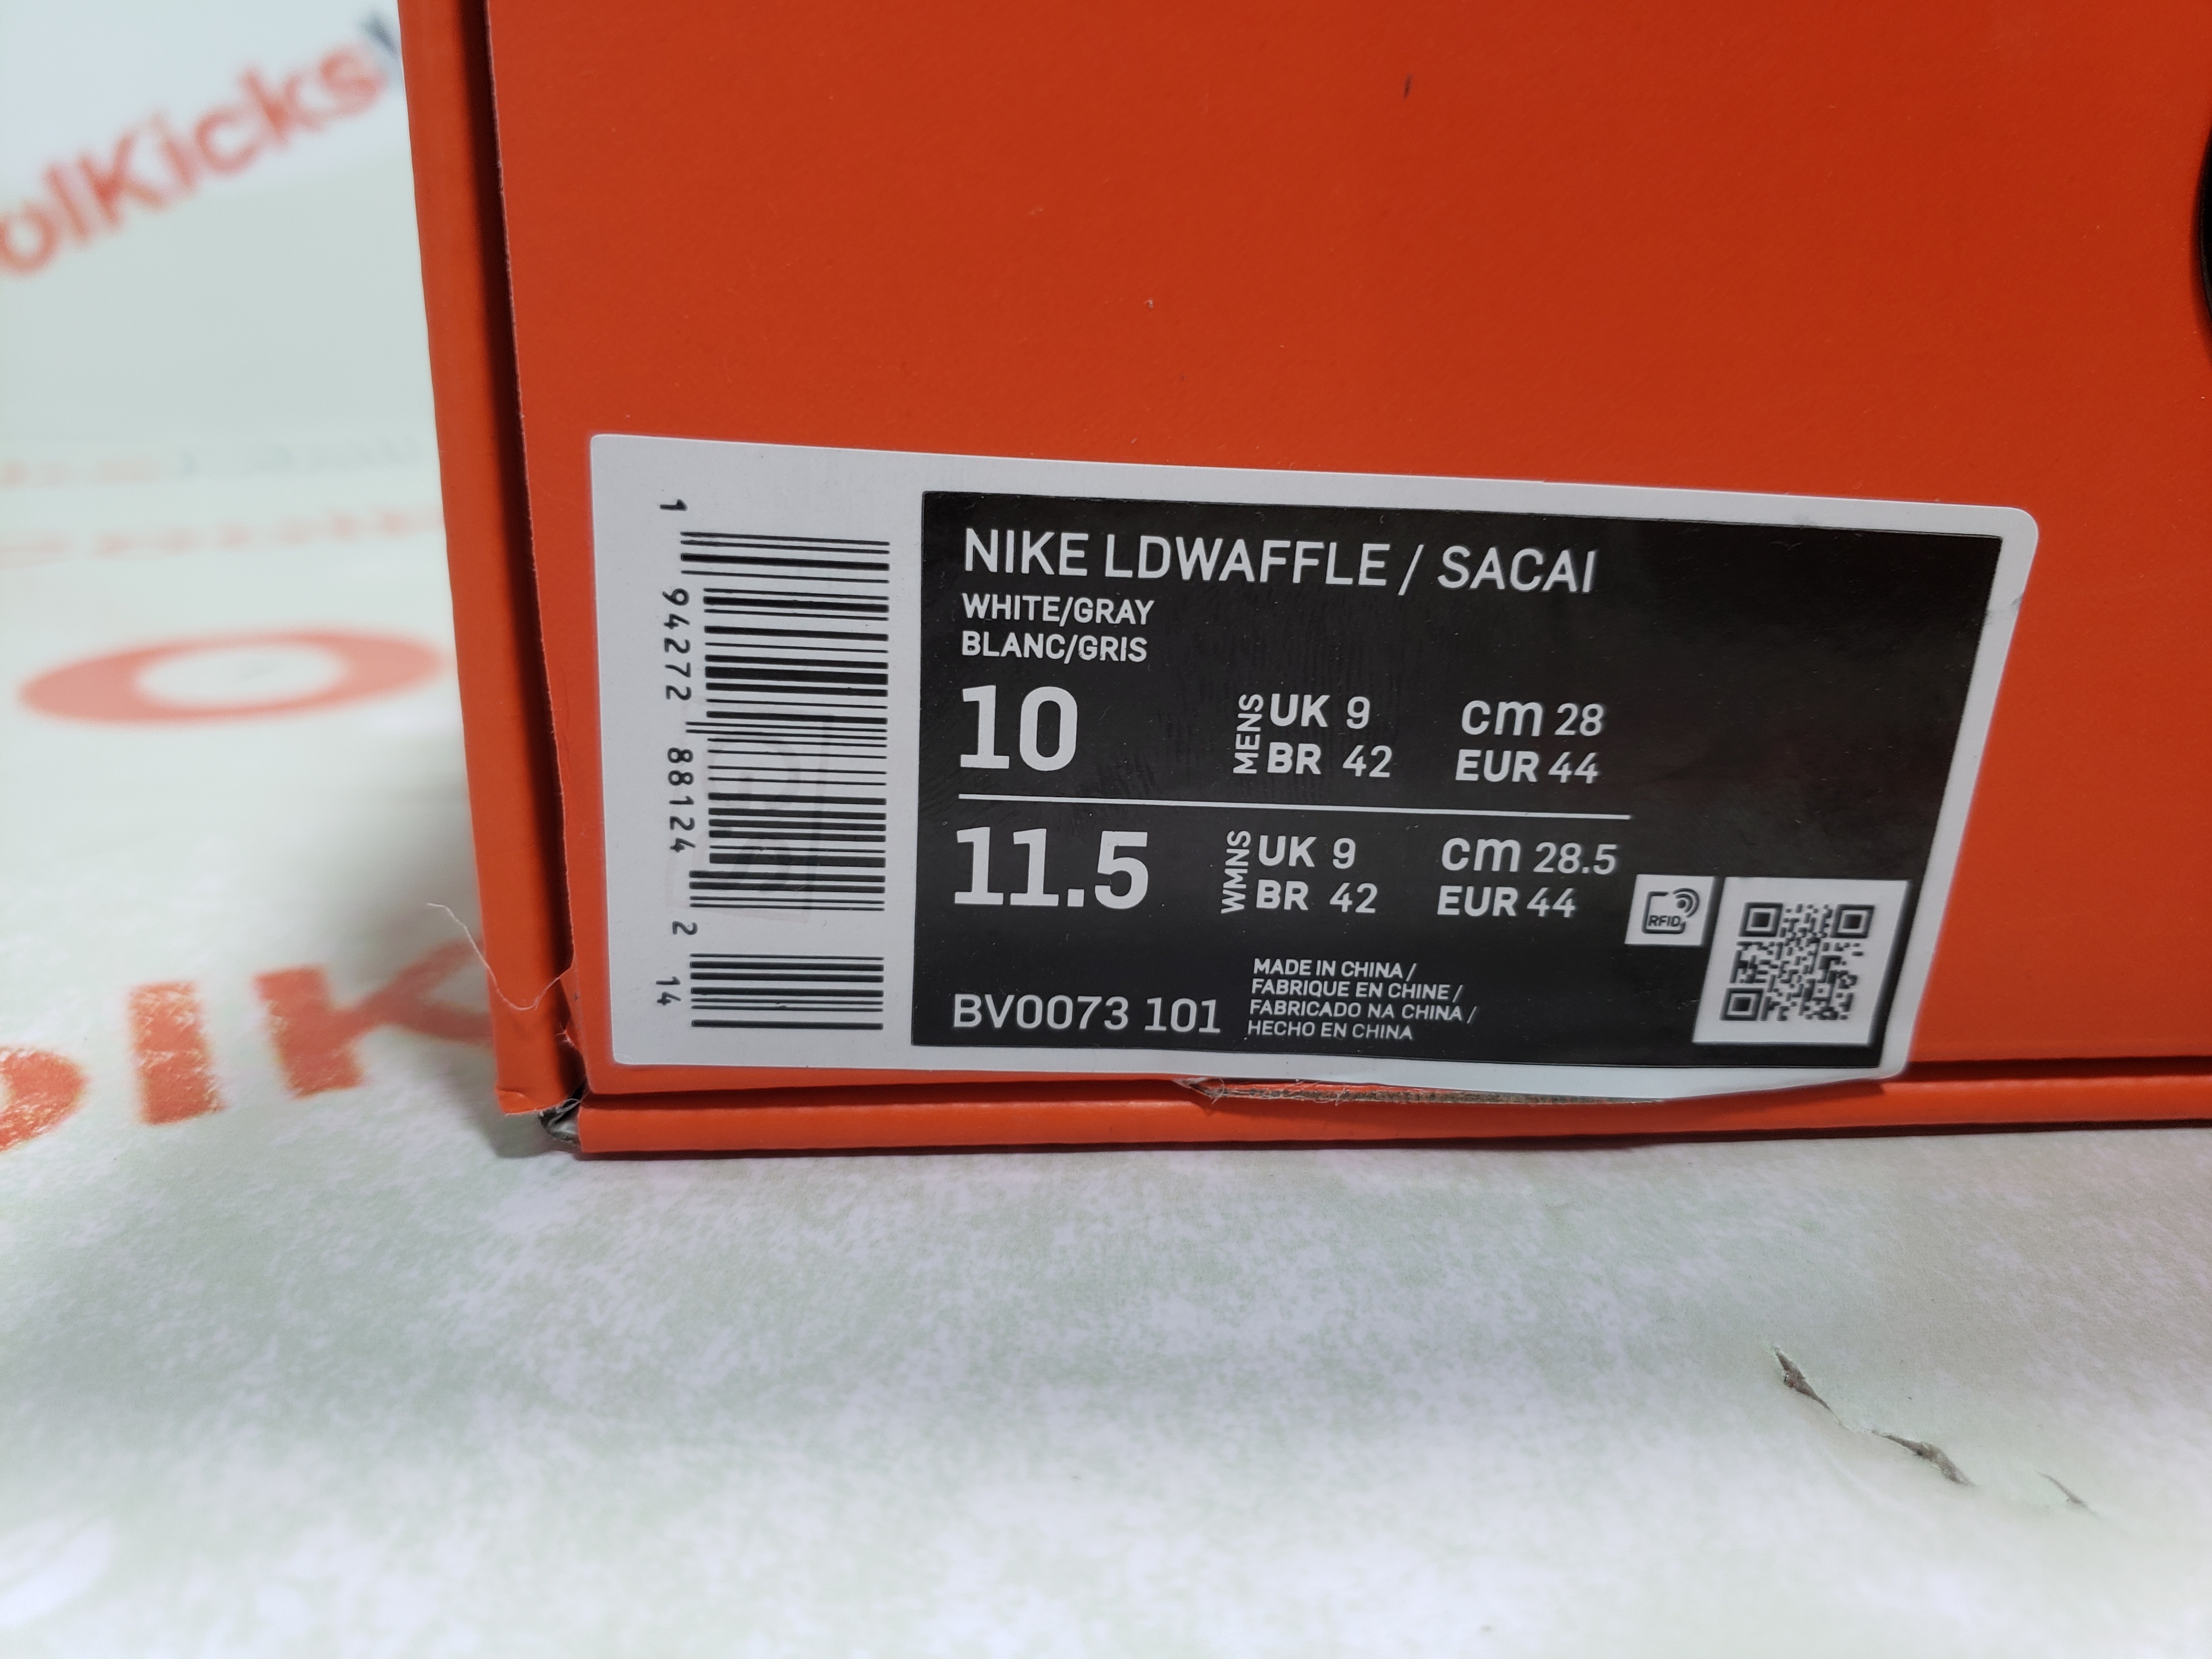 olKicks
1 94272 88124 2 14
NIKE LDWAFFLE / SACAI
WHITE/GRAY
BLANC/GRIS
10 MENS UK 9 cm 28
BR 42 EUR 44
11.5 WMNS UK 9 cm 28.5
BR 42 EUR 44
RFID
BV0073 101
MADE IN CHINA /
FABRIQUE EN CHINE /
FABRICADO NA CHINA /
HECHO EN CHINA
olK